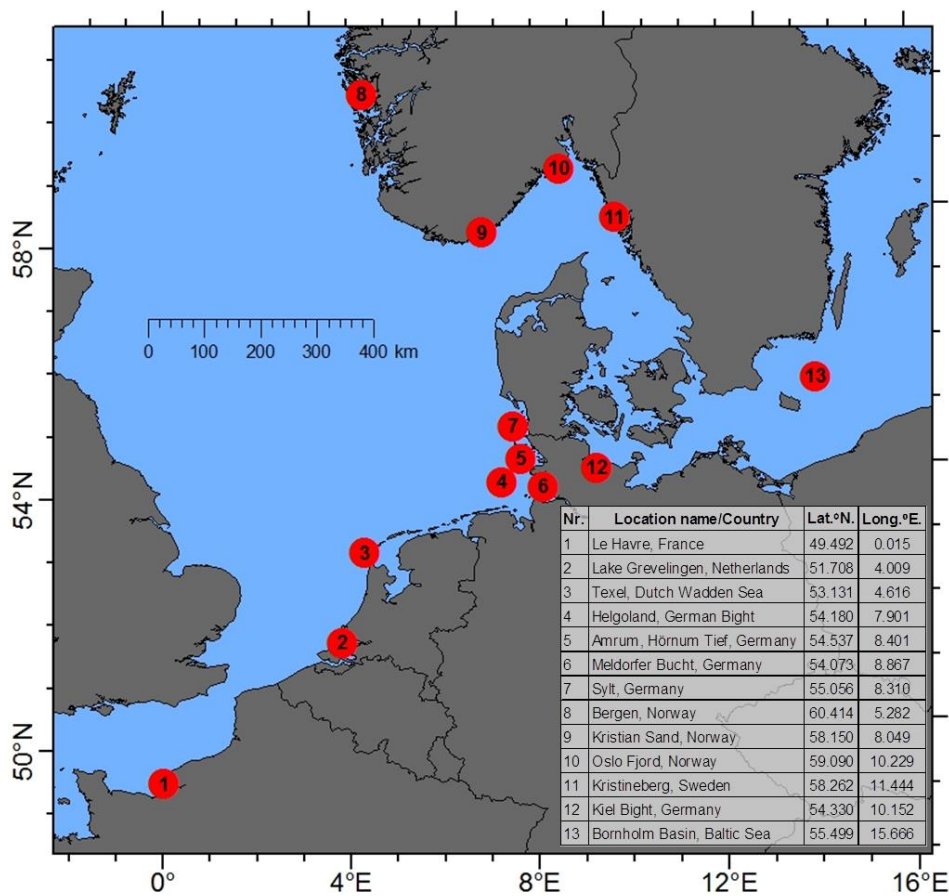 8
10
11
9
58°N
0 100 200 300 400 km
13
7
5
12
4
6
54°N
3
2
50°N
1
Nr. Location name/Country Lat.ºN. Long.ºE.
1 Le Havre, France 49.492 0.015
2 Lake Grevelingen, Netherlands 51.708 4.009
3 Texel, Dutch Wadden Sea 53.131 4.616
4 Helgoland, German Bight 54.180 7.901
5 Amrum, Hörnum Tief, Germany 54.537 8.401
6 Meldorfer Bucht, Germany 54.073 8.867
7 Sylt, Germany 55.056 8.310
8 Bergen, Norway 60.414 5.282
9 Kristian Sand, Norway 58.150 8.049
10 Oslo Fjord, Norway 59.090 10.229
11 Kristineberg, Sweden 58.262 11.444
12 Kiel Bight, Germany 54.330 10.152
13 Bornholm Basin, Baltic Sea 55.499 15.666
0° 4°E 8°E 12°E 16°E